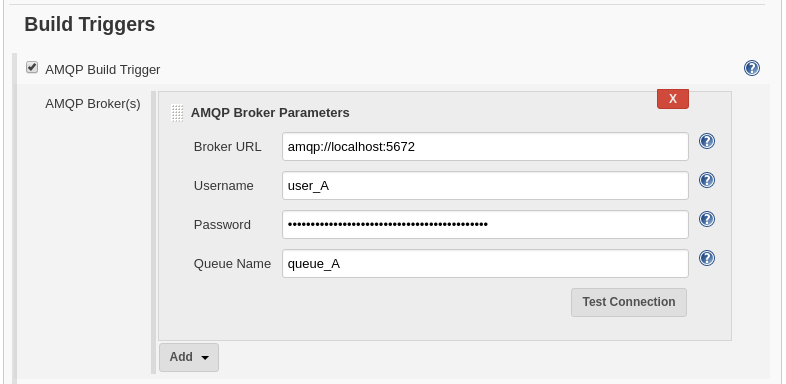 Build Triggers
AMQP Build Trigger
?
AMQP Broker(s)
X
AMQP Broker Parameters
Broker URL amqp://localhost:5672 ?
Username user_A ?
Password •••••••••••••••••••••••••••••••••••••••••••• ?
Queue Name queue_A ?
Test Connection
Add